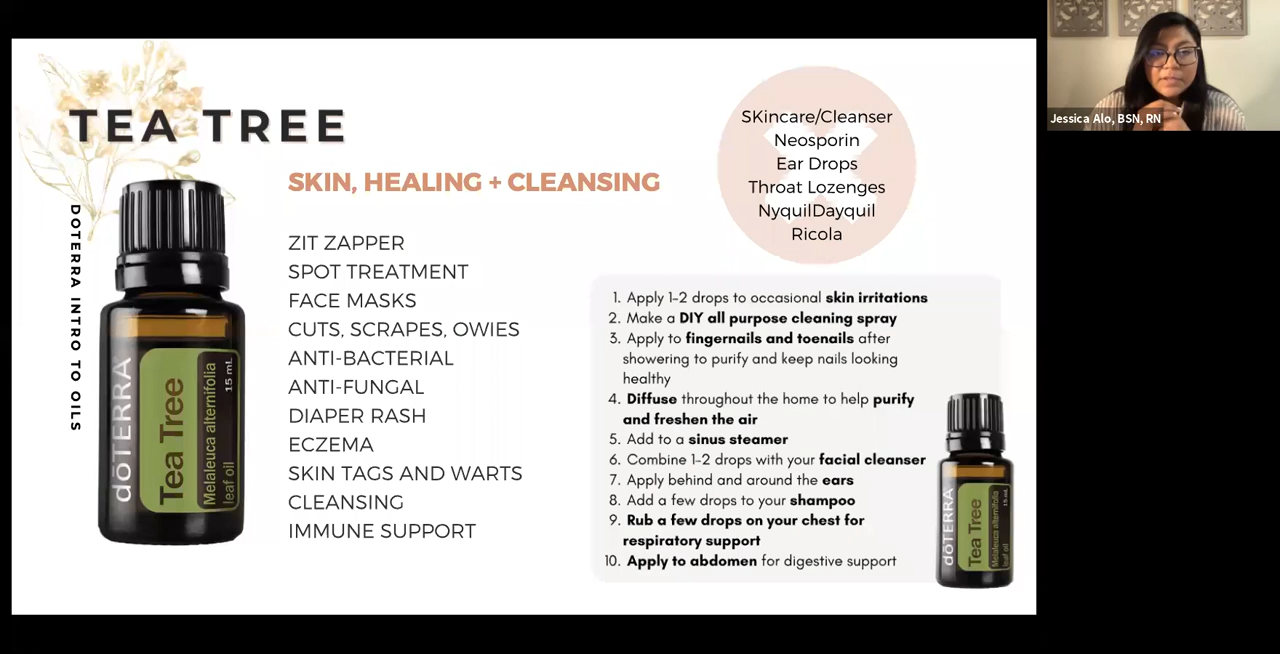 TEA TREE
DOTERRA INTRO TO OILS
dōTERRA
Tea Tree
Melaleuca alternifolia
leaf oil
15 mL
SKIN, HEALING + CLEANSING
ZIT ZAPPER
SPOT TREATMENT
FACE MASKS
CUTS, SCRAPES, OWIES
ANTI-BACTERIAL
ANTI-FUNGAL
DIAPER RASH
ECZEMA
SKIN TAGS AND WARTS
CLEANSING
IMMUNE SUPPORT
SKincare/Cleanser
Neosporin
Ear Drops
Throat Lozenges
NyquilDayquil
Ricola
1. Apply 1-2 drops to occasional skin irritations
2. Make a DIY all purpose cleaning spray
3. Apply to fingernails and toenails after
showering to purify and keep nails looking
healthy
4. Diffuse throughout the home to help purify
and freshen the air
5. Add to a sinus steamer
6. Combine 1-2 drops with your facial cleanser
7. Apply behind and around the ears
8. Add a few drops to your shampoo
9. Rub a few drops on your chest for
respiratory support
10. Apply to abdomen for digestive support
dōTERRA
Tea Tree
Melaleuca alternifolia
leaf oil
15 mL
Jessica Alo, BSN, RN